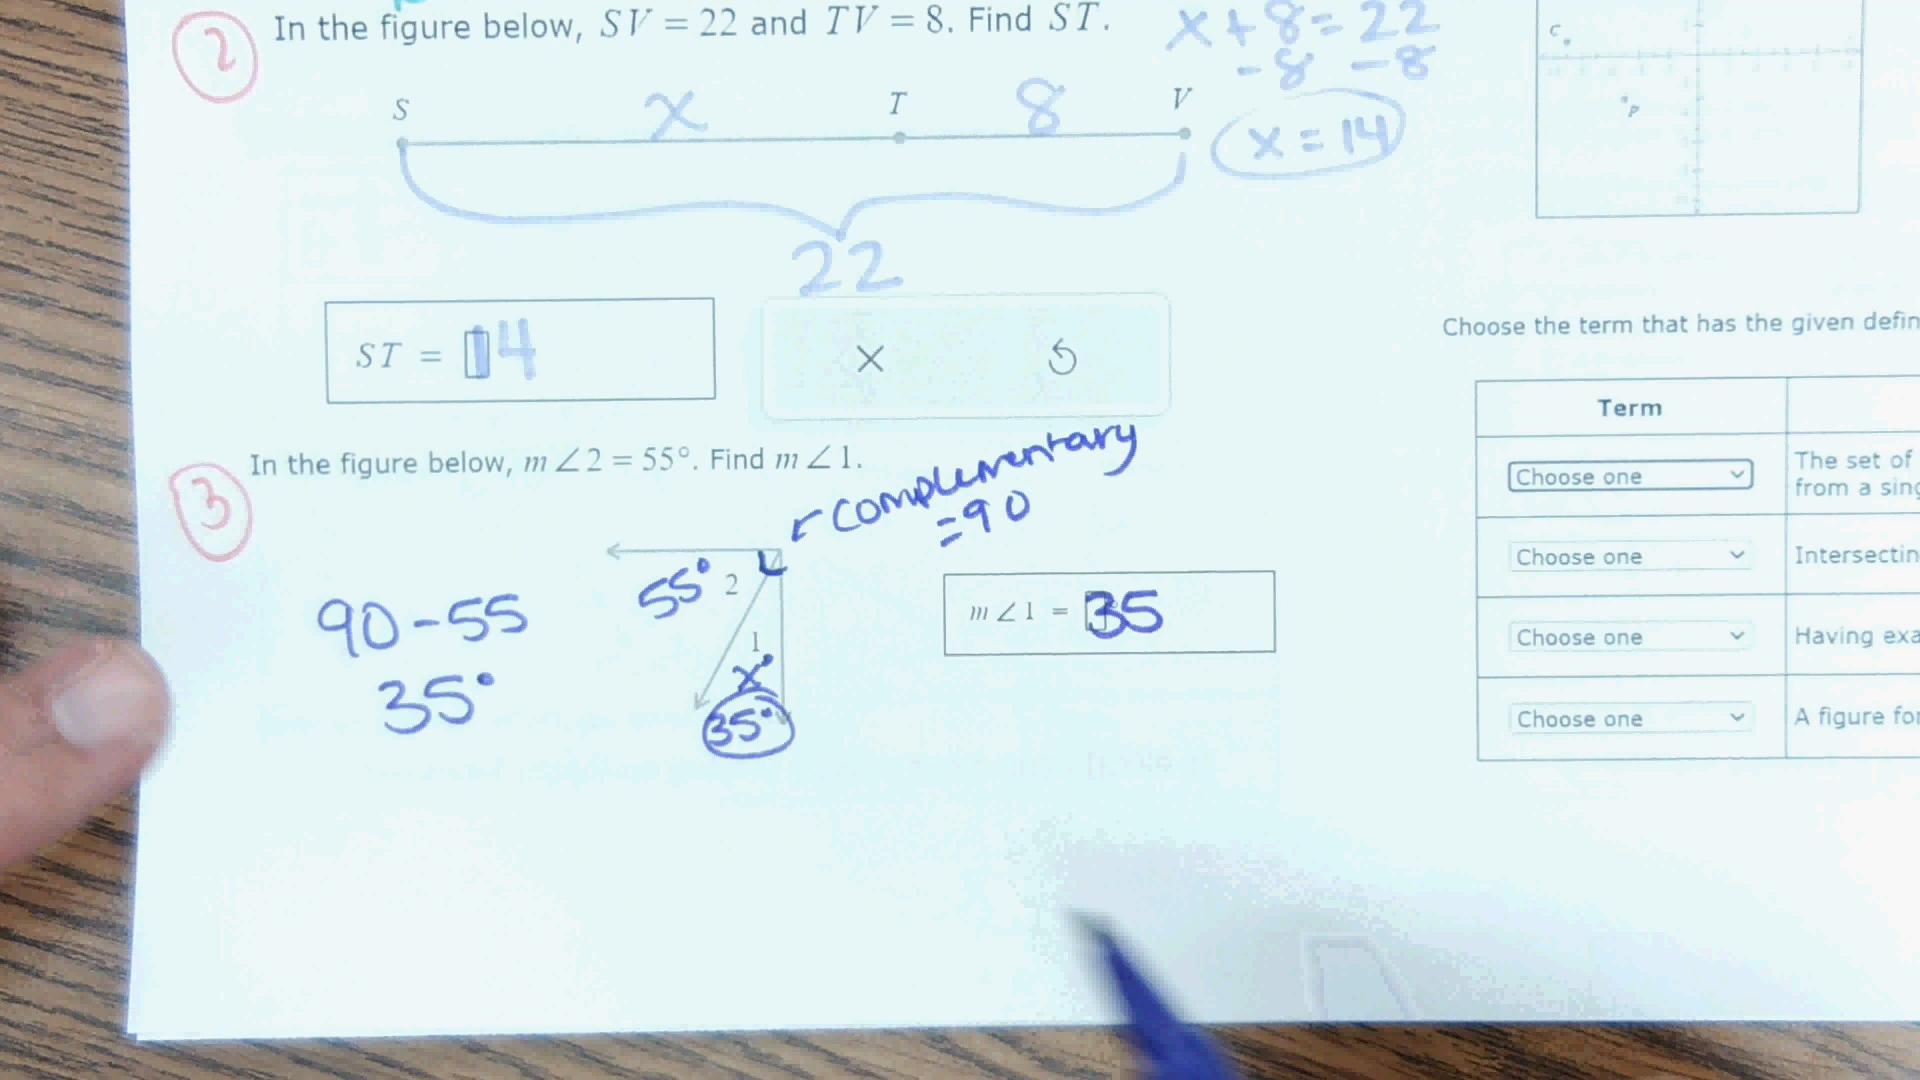 2
In the figure below, SV = 22 and TV = 8. Find ST.
x + 8 = 22
- 8 - 8
x = 14
S
x
T
8
V
22
ST = 14
×
3
In the figure below, m∠2 = 55°. Find m∠1.
complementary
= 90
90 - 55
35°
55°
2
1
x°
35°
m∠1 = 35
C
P
Choose the term that has the given defin
Term
Choose one
The set of
from a sing
Choose one
Intersectin
Choose one
Having exa
Choose one
A figure for